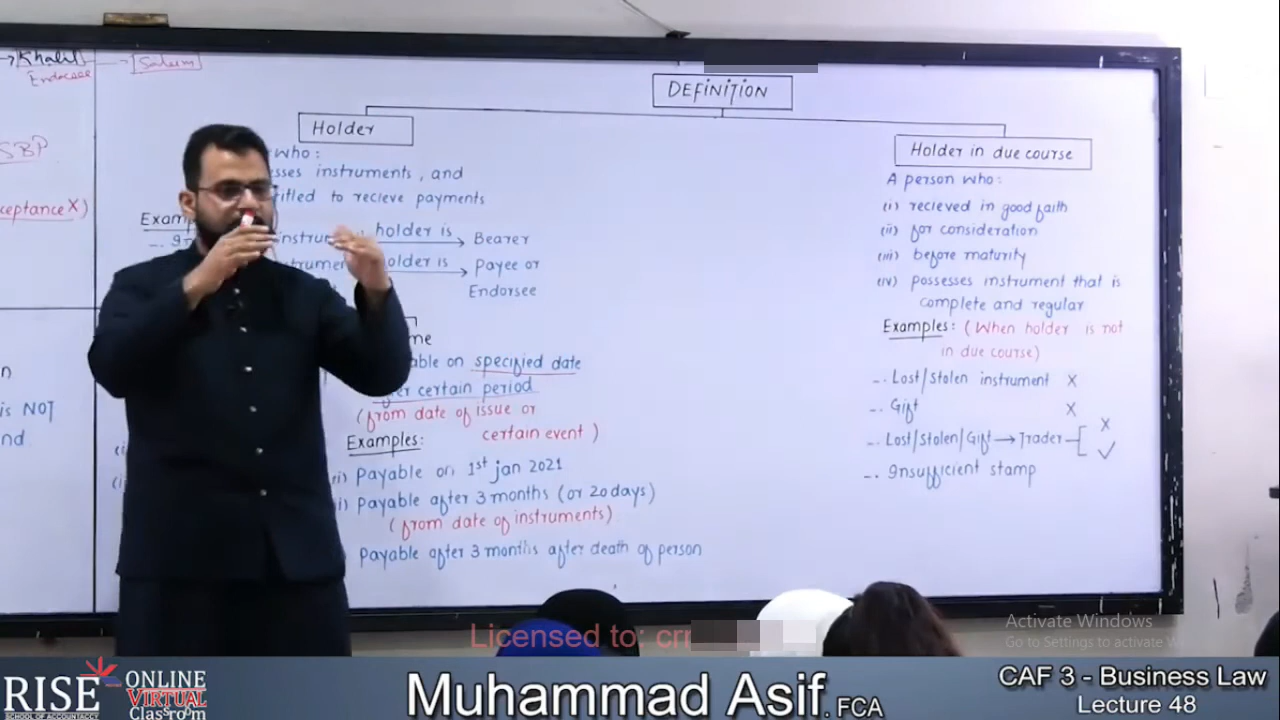 Khalil
Endorsee
Saleem
SBP
ceptance X)
n
is NOT
nd
DEFINITION
Holder
who:
esses instruments, and
titled to recieve payments
Exam
instru holder is → Bearer
trume holder is → Payee or
Endorsee
me
able on specified date
certain period
(from date of issue or
certain event)
Examples:
Payable on 1st jan 2021
Payable after 3 months (or 20 days)
(from date of instruments)
Payable after 3 months after death of person
Holder in due course
A person who:
(i) recieved in good faith
(ii) for consideration
(iii) before maturity
(iv) possesses instrument that is
complete and regular
Examples: (When holder is not
in due course)
Lost/Stolen instrument X
Gift X
Lost/Stolen/Gift → Trader X ✓
Insufficient stamp
Activate Windows
Go to Settings to activate W
Licensed to: crr
RISE
SCHOOL OF ACCOUNTANCY
ONLINE
VIRTUAL
Classroom
Muhammad Asif. FCA
CAF 3 - Business Law
Lecture 48